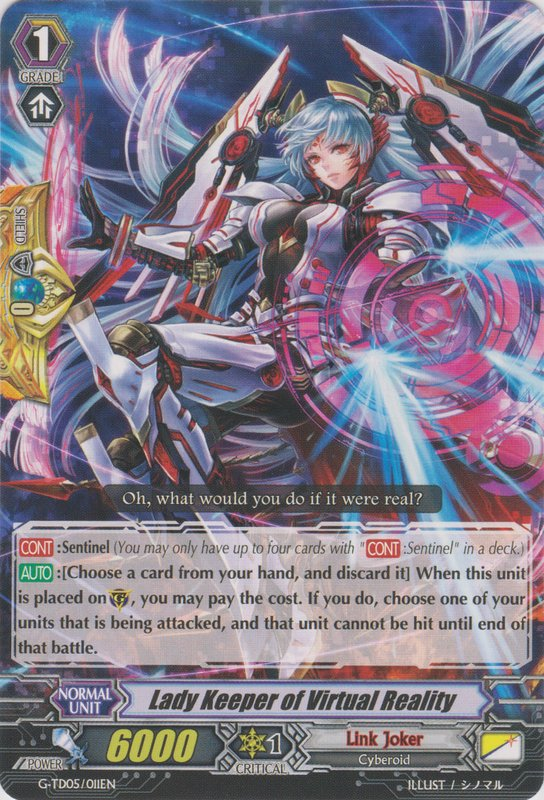 1
GRADE
SHIELD
0
Oh, what would you do if it were real?
CONT :Sentinel (You may only have up to four cards with "CONT :Sentinel" in a deck.)
AUTO :[Choose a card from your hand, and discard it] When this unit
is placed on G, you may pay the cost. If you do, choose one of your
units that is being attacked, and that unit cannot be hit until end of
that battle.
NORMAL
UNIT
Lady Keeper of Virtual Reality
POWER
6000
1
CRITICAL
Link Joker
Cyberoid
G-TD05/011EN
ILLUST / シノマル